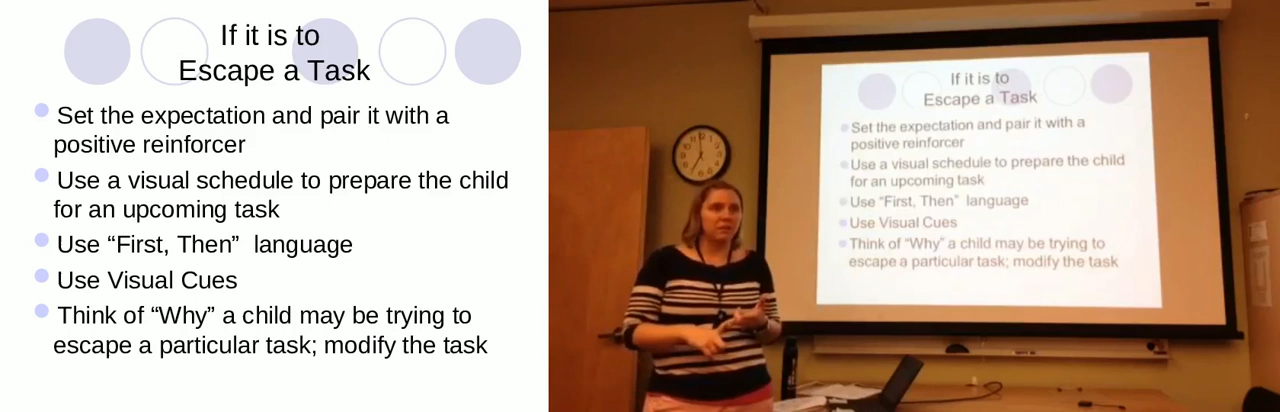 If it is to
Escape a Task
Set the expectation and pair it with a
positive reinforcer
Use a visual schedule to prepare the child
for an upcoming task
Use “First, Then”  language
Use Visual Cues
Think of “Why” a child may be trying to
escape a particular task; modify the task
If it is to
Escape a Task
Set the expectation and pair it with a
positive reinforcer
Use a visual schedule to prepare the child
for an upcoming task
Use “First, Then”  language
Use Visual Cues
Think of “Why” a child may be trying to
escape a particular task; modify the task